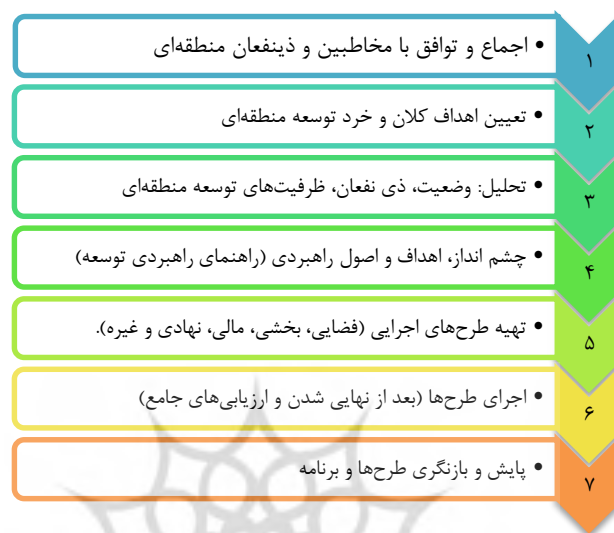 ۱
• اجماع و توافق با مخاطبین و ذینفعان منطقه‌ای
۲
• تعیین اهداف کلان و خرد توسعه منطقه‌ای
۳
• تحلیل: وضعیت، ذی نفعان، ظرفیت‌های توسعه منطقه‌ای
۴
• چشم انداز، اهداف و اصول راهبردی (راهنمای راهبردی توسعه)
۵
• تهیه طرح‌های اجرایی (فضایی، بخشی، مالی، نهادی و غیره).
۶
• اجرای طرح‌ها (بعد از نهایی شدن و ارزیابی‌های جامع)
۷
• پایش و بازنگری طرح‌ها و برنامه